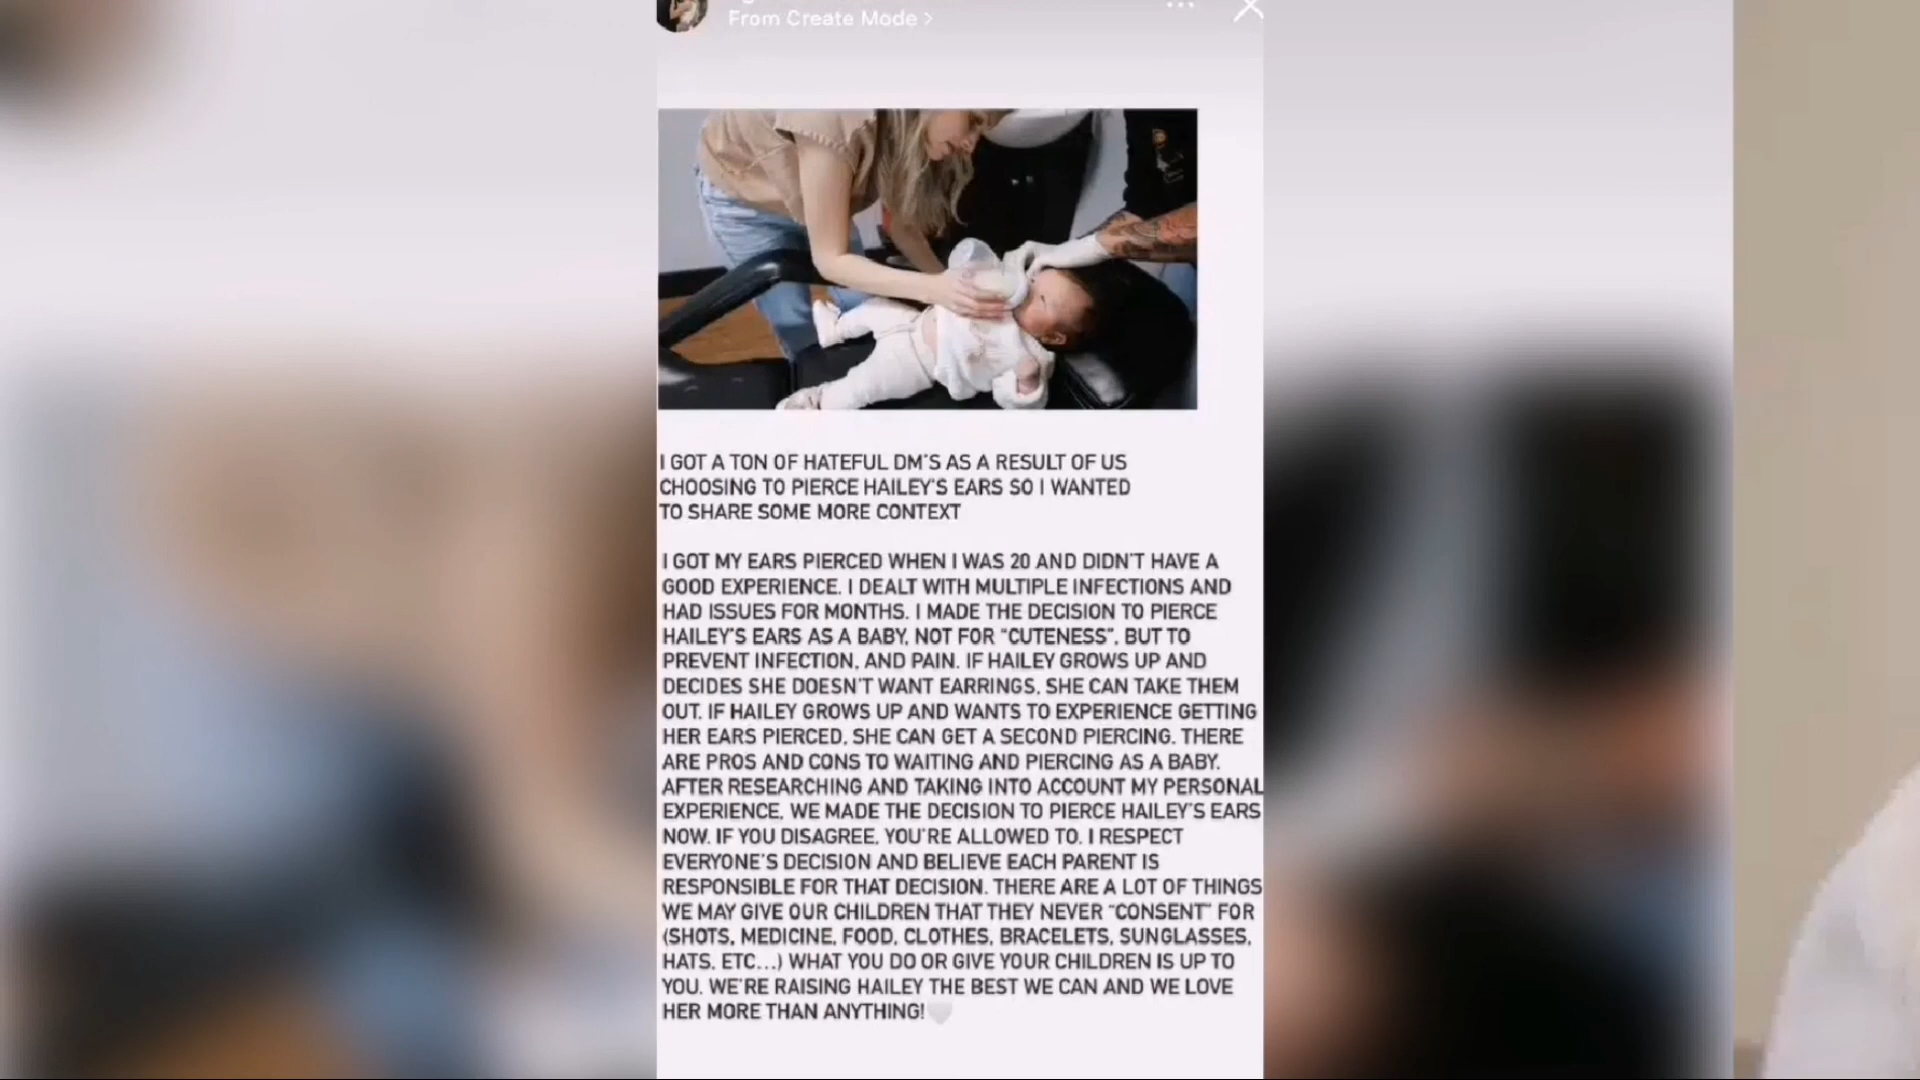 From Create Mode >
I GOT A TON OF HATEFUL DM'S AS A RESULT OF US
CHOOSING TO PIERCE HAILEY'S EARS SO I WANTED
TO SHARE SOME MORE CONTEXT
I GOT MY EARS PIERCED WHEN I WAS 20 AND DIDN'T HAVE A
GOOD EXPERIENCE. I DEALT WITH MULTIPLE INFECTIONS AND
HAD ISSUES FOR MONTHS. I MADE THE DECISION TO PIERCE
HAILEY'S EARS AS A BABY, NOT FOR "CUTENESS", BUT TO
PREVENT INFECTION, AND PAIN. IF HAILEY GROWS UP AND
DECIDES SHE DOESN'T WANT EARRINGS, SHE CAN TAKE THEM
OUT. IF HAILEY GROWS UP AND WANTS TO EXPERIENCE GETTING
HER EARS PIERCED, SHE CAN GET A SECOND PIERCING. THERE
ARE PROS AND CONS TO WAITING AND PIERCING AS A BABY.
AFTER RESEARCHING AND TAKING INTO ACCOUNT MY PERSONAL
EXPERIENCE, WE MADE THE DECISION TO PIERCE HAILEY'S EARS
NOW. IF YOU DISAGREE, YOU'RE ALLOWED TO. I RESPECT
EVERYONE'S DECISION AND BELIEVE EACH PARENT IS
RESPONSIBLE FOR THAT DECISION. THERE ARE A LOT OF THINGS
WE MAY GIVE OUR CHILDREN THAT THEY NEVER "CONSENT" FOR
(SHOTS, MEDICINE, FOOD, CLOTHES, BRACELETS, SUNGLASSES,
HATS, ETC...) WHAT YOU DO OR GIVE YOUR CHILDREN IS UP TO
YOU. WE'RE RAISING HAILEY THE BEST WE CAN AND WE LOVE
HER MORE THAN ANYTHING!🤍